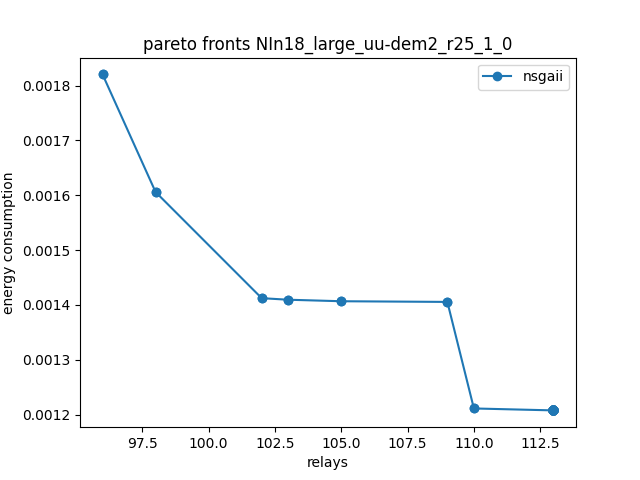 pareto fronts NIn18_large_uu-dem2_r25_1_0
nsgaii
energy consumption
0.0018
0.0017
0.0016
0.0015
0.0014
0.0013
0.0012
97.5 100.0 102.5 105.0 107.5 110.0 112.5
relays